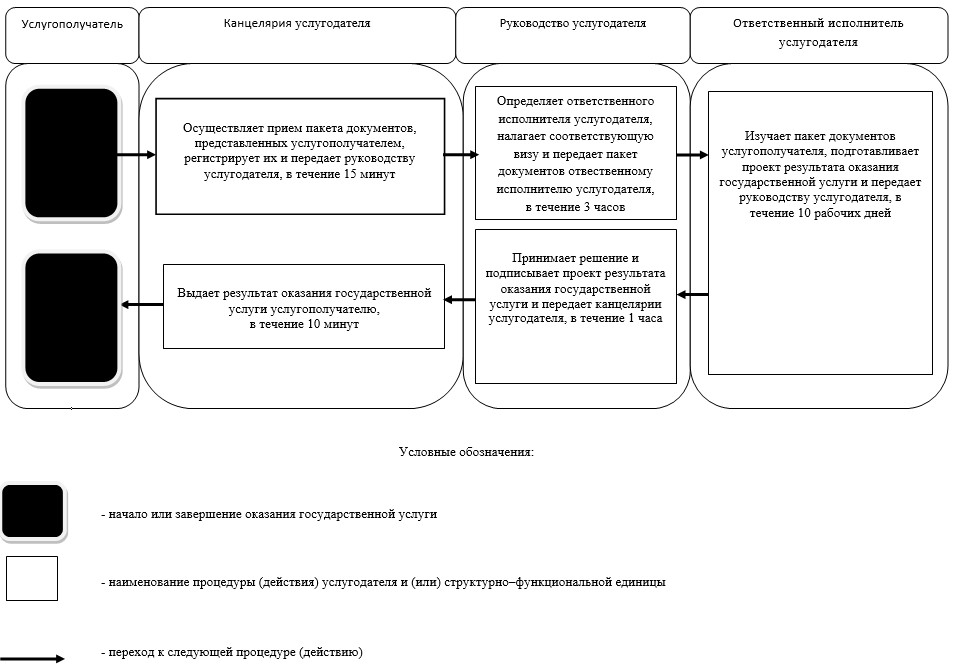 Услугополучатель
Канцелярия услугодателя
Руководство услугодателя
Ответственный исполнитель
услугодателя
Осуществляет прием пакета документов,
представленных услугополучателем,
регистрирует их и передает руководству
услугодателя, в течение 15 минут
Определяет ответственного
исполнителя услугодателя,
налагает соответствующую
визу и передает пакет
документов отвественному
исполнителю услугодателя,
в течение 3 часов
Изучает пакет документов
услугополучателя, подготавливает
проект результата оказания
государственной услуги и передает
руководству услугодателя, в
течение 10 рабочих дней
Принимает решение и
подписывает проект результата
оказания государственной
услуги и передает канцелярии
услугодателя, в течение 1 часа
Выдает результат оказания государственной
услуги услугополучателю,
в течение 10 минут
Условные обозначения:
- начало или завершение оказания государственной услуги
- наименование процедуры (действия) услугодателя и (или) структурно–функциональной единицы
- переход к следующей процедуре (действию)